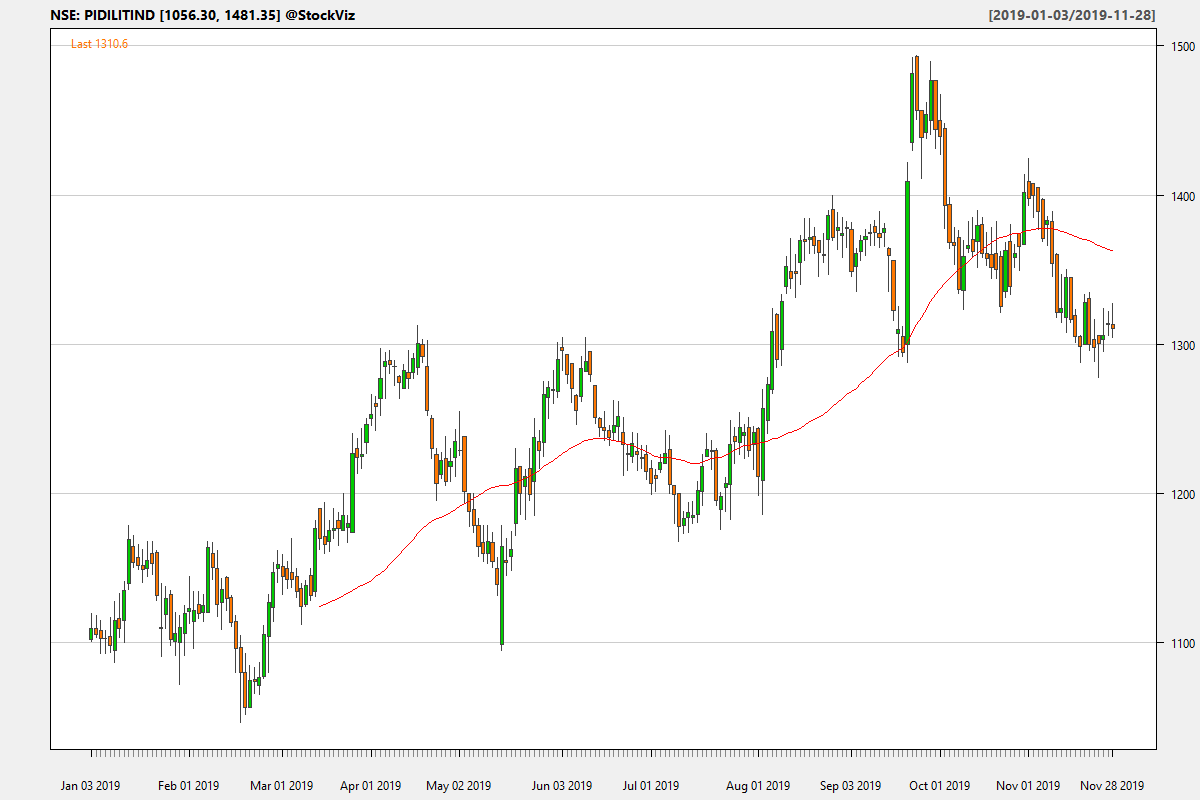 NSE: PIDILITIND [1056.30, 1481.35] @StockViz [2019-01-03/2019-11-28]
Last 1310.6
1500
1400
1300
1200
1100
Jan 03 2019 Feb 01 2019 Mar 01 2019 Apr 01 2019 May 02 2019 Jun 03 2019 Jul 01 2019 Aug 01 2019 Sep 03 2019 Oct 01 2019 Nov 01 2019 Nov 28 2019